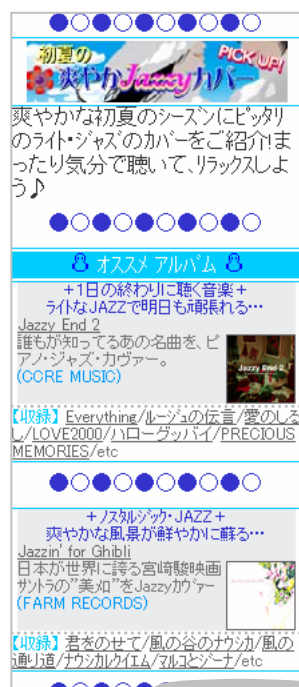 ●○●○●○●○●○
初夏の
爽やかJazzyカバー
PICK UP!
爽やかな初夏のシーズンにピッタリ
のライト・ジャズのカバーをご紹介!ま
ったり気分で聴いて、リラックスしよ
う♪
●○●○●○●○●○
オススメ アルバム
+1日の終わりに聴く音楽+
ライトなJAZZで明日も頑張れる…
Jazzy End 2
誰もが知ってるあの名曲を、ピ
アノ・ジャズ・カヴァー。
(CCRE MUSIC)
Jazzy End 2
【収録】Everything/ルージュの伝言/愛のしる
し/LOVE2000/ハローグッバイ/PRECIOUS
MEMORIES/etc
●○●○●○●○●○
+ノスタルジック・JAZZ+
爽やかな風景が鮮やかに蘇る…
Jazzin' for Ghibli
日本が世界に誇る宮崎駿映画
サントラの"美メロ"をJazzyカヴァー
(FARM RECORDS)
【収録】君をのせて/風の谷のナウシカ/風の
通り道/ナウシカレクイエム/マルコとジーナ/etc